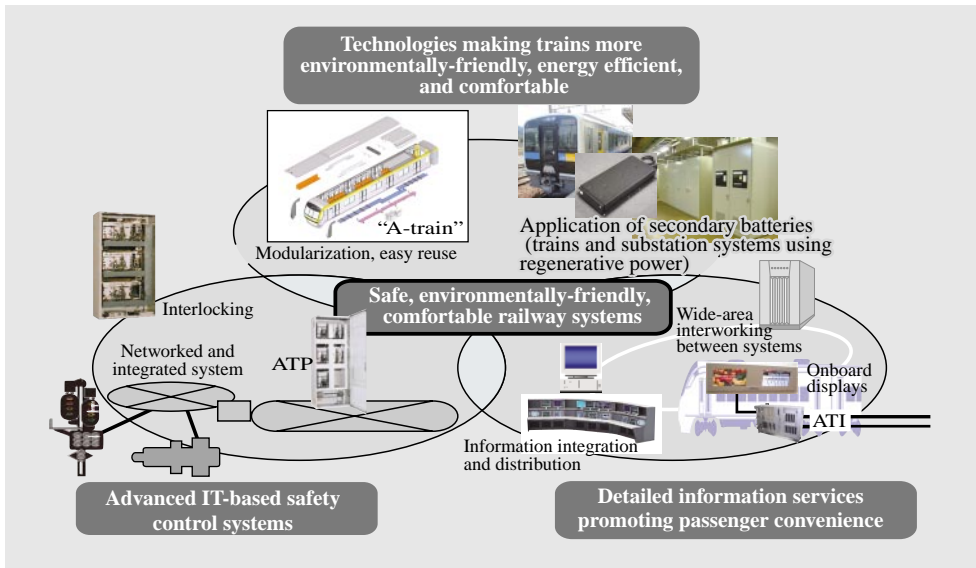 Technologies making trains more
environmentally-friendly, energy efficient,
and comfortable
“A-train”
Modularization, easy reuse
Application of secondary batteries
(trains and substation systems using
regenerative power)
Safe, environmentally-friendly,
comfortable railway systems
Interlocking
Networked and
integrated system
ATP
Wide-area
interworking
between systems
Onboard
displays
ATI
Information integration
and distribution
Advanced IT-based safety
control systems
Detailed information services
promoting passenger convenience